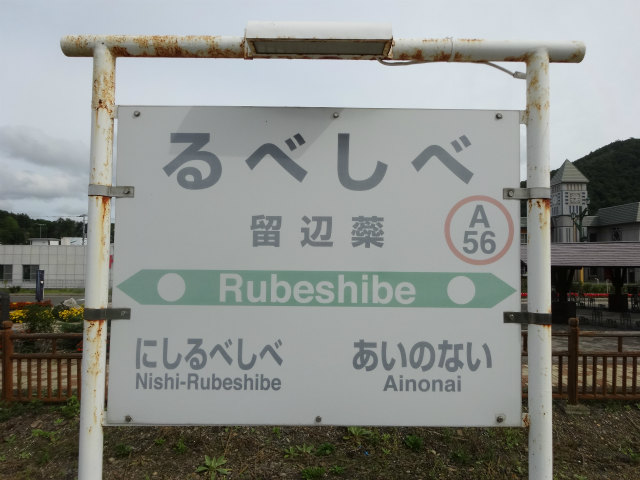 るべしべ
留辺蘂
A
56
Rubeshibe
にしるべしべ
Nishi-Rubeshibe
あいのない
Ainonai